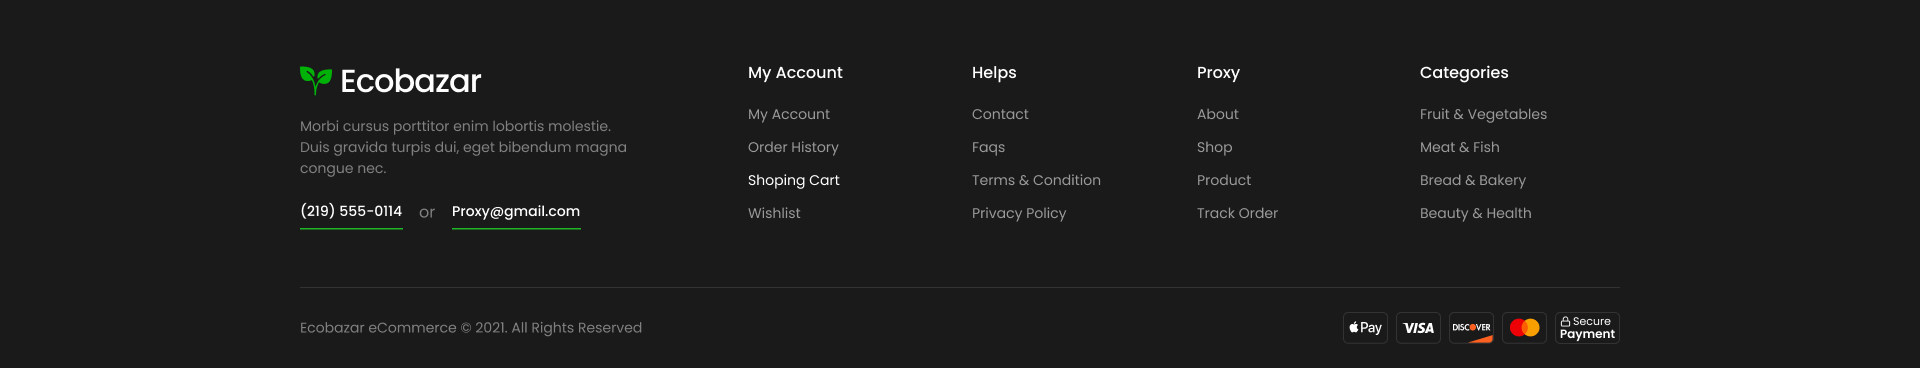 Ecobazar
Morbi cursus porttitor enim lobortis molestie.
Duis gravida turpis dui, eget bibendum magna
congue nec.
(219) 555-0114 or Proxy@gmail.com
My Account
My Account
Order History
Shoping Cart
Wishlist
Helps
Contact
Faqs
Terms & Condition
Privacy Policy
Proxy
About
Shop
Product
Track Order
Categories
Fruit & Vegetables
Meat & Fish
Bread & Bakery
Beauty & Health
Ecobazar eCommerce © 2021. All Rights Reserved
Pay
VISA
DISCOVER
Secure
Payment